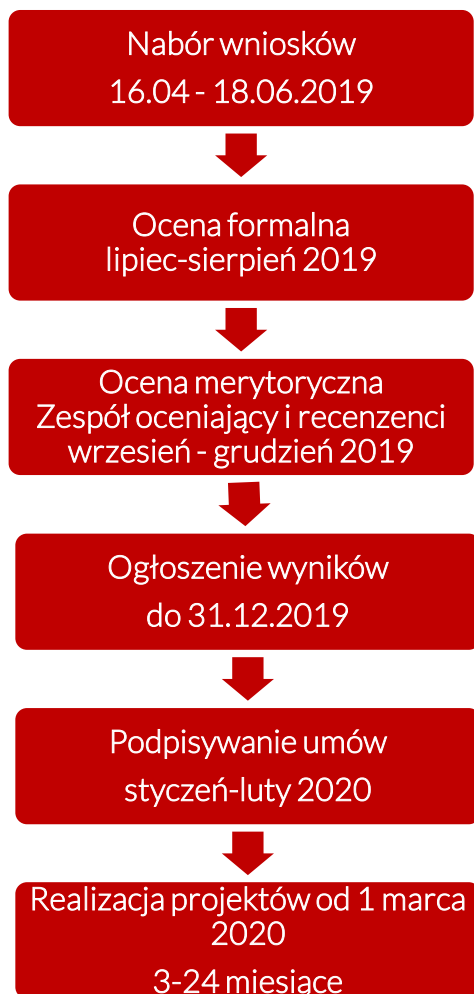 Nabór wniosków
16.04 - 18.06.2019
Ocena formalna
lipiec-sierpień 2019
Ocena merytoryczna
Zespół oceniający i recenzenci
wrzesień - grudzień 2019
Ogłoszenie wyników
do 31.12.2019
Podpisywanie umów
styczeń-luty 2020
Realizacja projektów od 1 marca
2020
3-24 miesiące